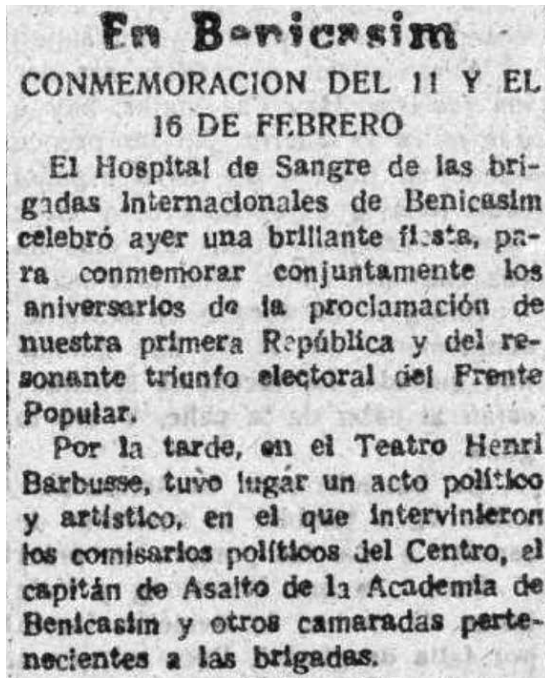 En Benicasim
CONMEMORACION DEL 11 Y EL
16 DE FEBRERO
El Hospital de Sangre de las bri-
gadas Internacionales de Benicasim
celebró ayer una brillante fiesta, pa-
ra conmemorar conjuntamente los
aniversarios de la proclamación de
nuestra primera República y del re-
sonante triunfo electoral del Frente
Popular.
Por la tarde, en el Teatro Henri
Barbusse, tuvo lugár un acto político
y artístico, en el que intervinieron
los comisarios políticos del Centro, el
capitán de Asalto de la Academia de
Benicasim y otros camaradas perte-
necientes a las brigadas.